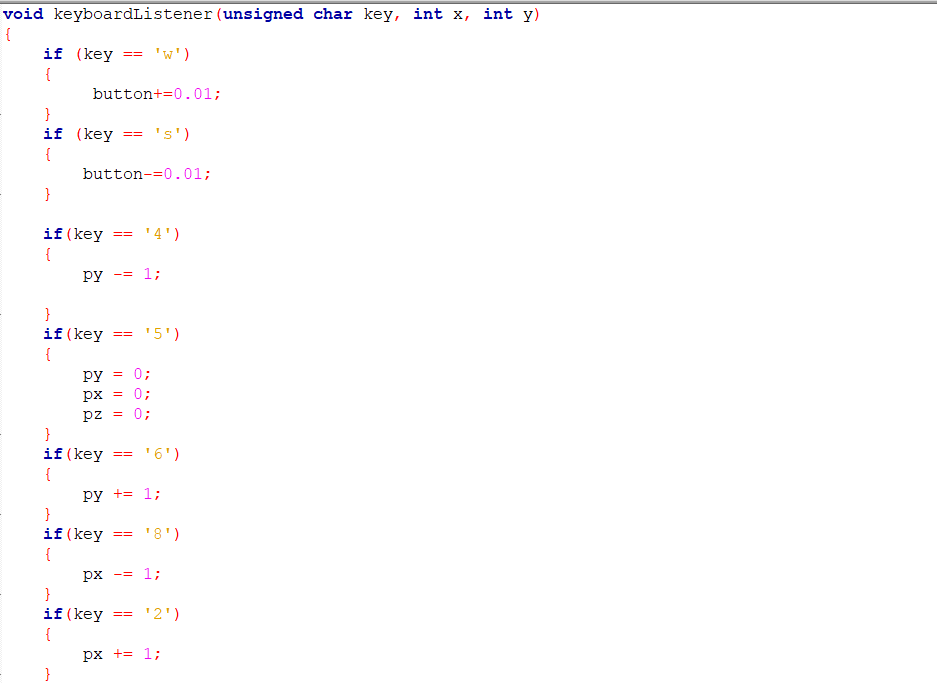 void keyboardListener(unsigned char key, int x, int y)
{
    if (key == 'w')
    {
         button+=0.01;
    }
    if (key == 's')
    {
        button-=0.01;
    }

    if(key == '4')
    {
        py -= 1;

    }
    if(key == '5')
    {
        py = 0;
        px = 0;
        pz = 0;
    }
    if(key == '6')
    {
        py += 1;
    }
    if(key == '8')
    {
        px -= 1;
    }
    if(key == '2')
    {
        px += 1;
    }